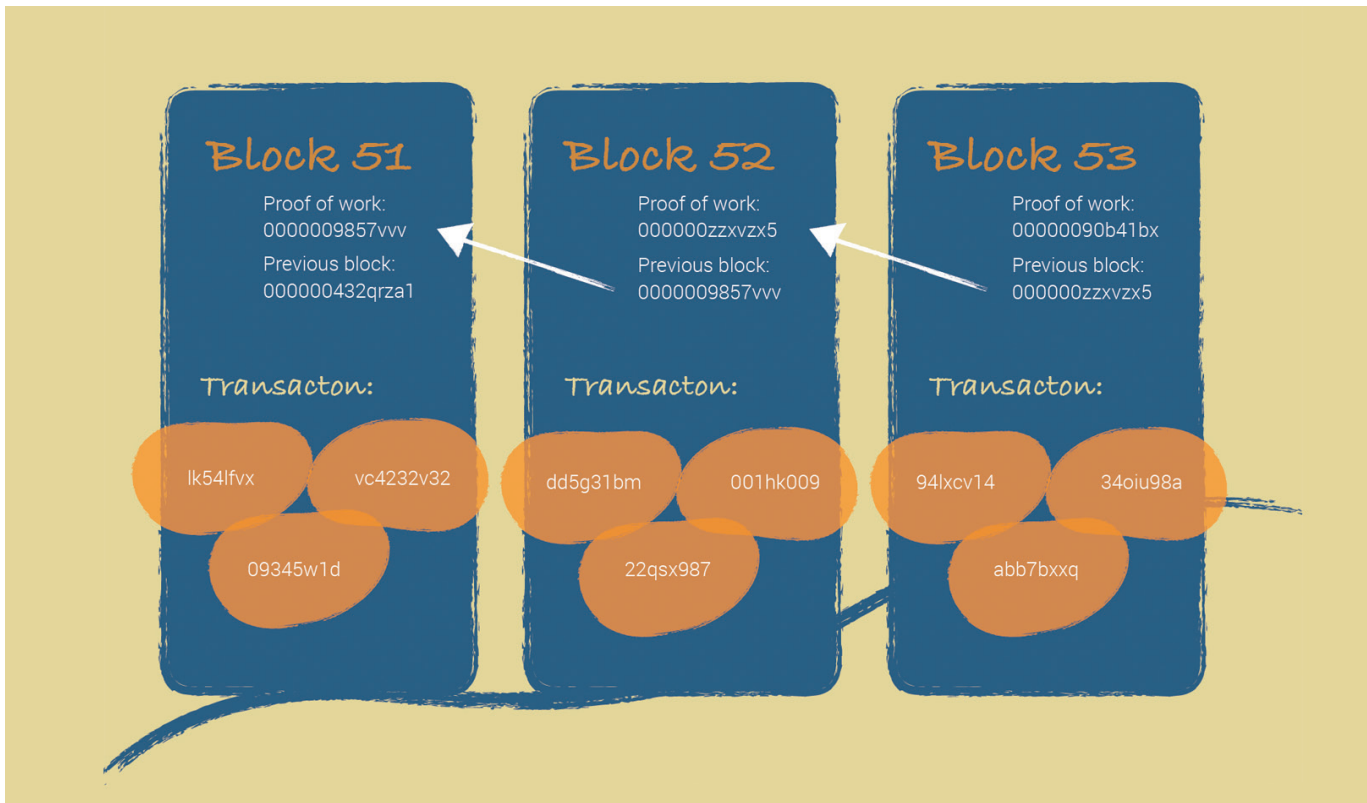 Block 51
Proof of work:
0000009857vvv
Previous block:
000000432qrza1
Transacton:
lk54lfvx
vc4232v32
09345w1d
Block 52
Proof of work:
000000zzxvzx5
Previous block:
0000009857vvv
Transacton:
dd5g31bm
001hk009
22qsx987
Block 53
Proof of work:
00000090b41bx
Previous block:
000000zzxvzx5
Transacton:
94lxcv14
34oiu98a
abb7bxxq